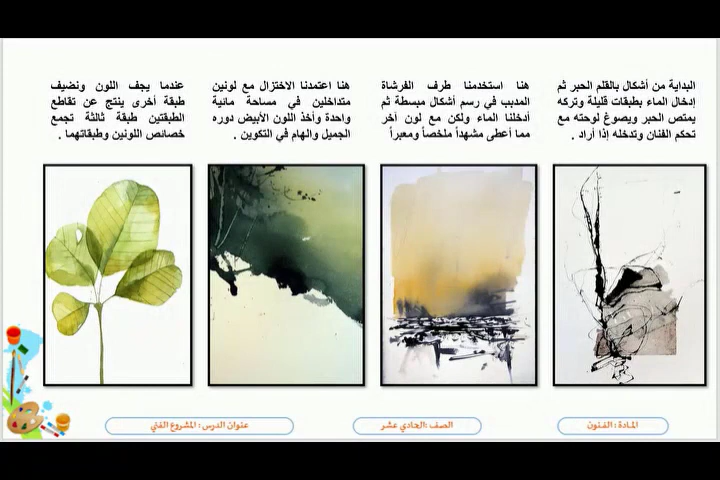 البداية من أشكال بالقلم الحبر ثم
إدخال الماء بطبقات قليلة وتركه
يمتص الحبر ويصوغ لوحته مع
تحكم الفنان وتدخله إذا أراد .
هنا استخدمنا طرف الفرشاة
المدبب في رسم أشكال مبسطة ثم
أدخلنا الماء ولكن مع لون آخر
مما أعطى مشهداً ملخصاً ومعبراً
هنا اعتمدنا الاختزال مع لونين
متداخلين في مساحة مائية
واحدة وأخذ اللون الأبيض دوره
الجميل والهام في التكوين .
عندما يجف اللون ونضيف
طبقة أخرى ينتج عن تقاطع
الطبقتين طبقة ثالثة تجمع
خصائص اللونين وطبقاتهما .
المادة : الفنون
الصف :الحادي عشر
عنوان الدرس : المشروع الفني